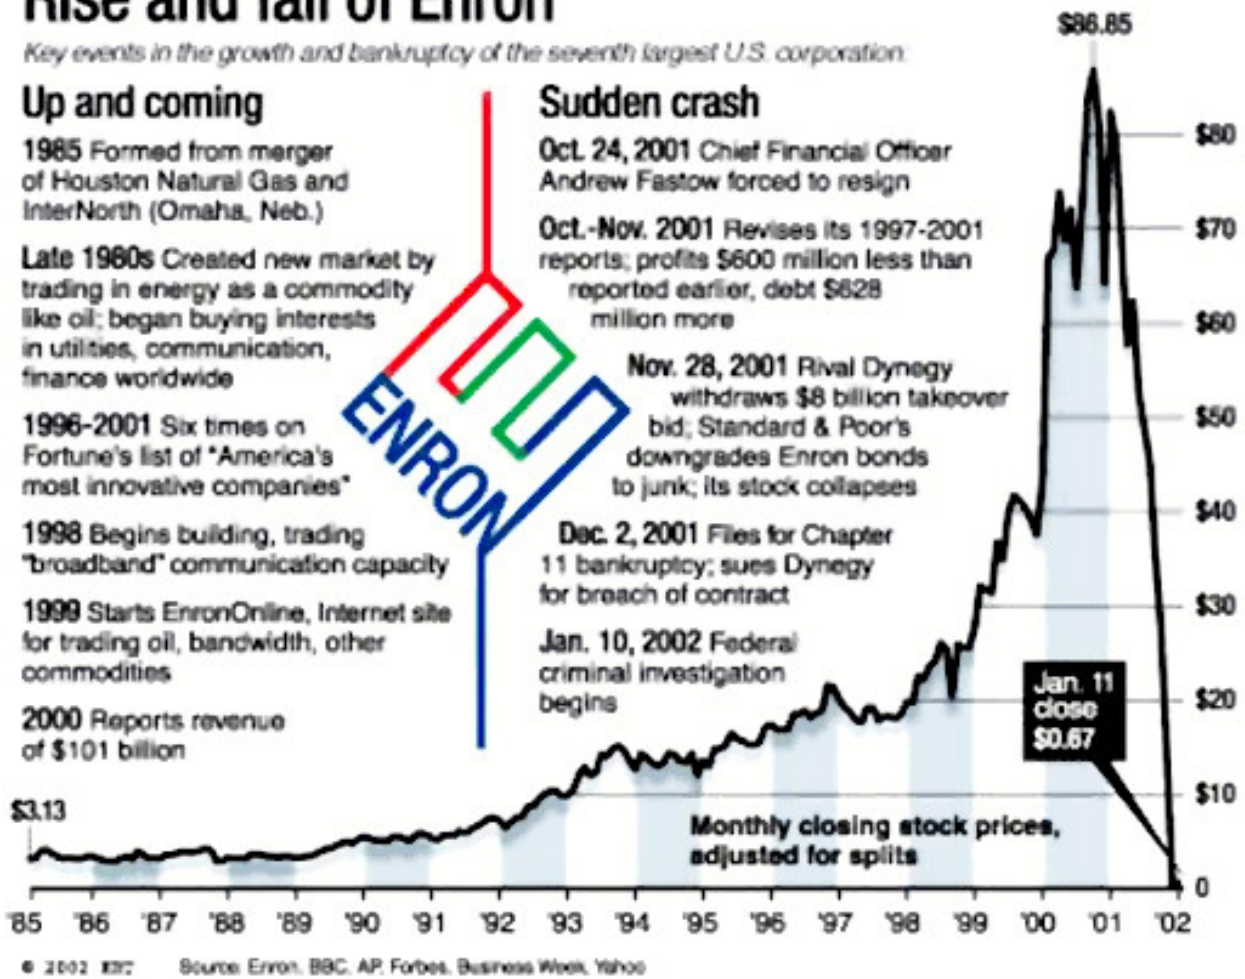 Rise and fall of Enron
Key events in the growth and bankruptcy of the seventh largest U.S. corporation.
Up and coming
1985 Formed from merger
of Houston Natural Gas and
InterNorth (Omaha, Neb.)
Late 1980s Created new market by
trading in energy as a commodity
like oil; began buying interests
in utilities, communication,
finance worldwide
1996-2001 Six times on
Fortune's list of "America's
most innovative companies"
1998 Begins building, trading
"broadband" communication capacity
1999 Starts EnronOnline, Internet site
for trading oil, bandwidth, other
commodities
2000 Reports revenue
of $101 billion
ENRON
Sudden crash
Oct. 24, 2001 Chief Financial Officer
Andrew Fastow forced to resign
Oct.-Nov. 2001 Revises its 1997-2001
reports; profits $600 million less than
reported earlier, debt $628
million more
Nov. 28, 2001 Rival Dynegy
withdraws $8 billion takeover
bid; Standard & Poor's
downgrades Enron bonds
to junk; its stock collapses
Dec. 2, 2001 Files for Chapter
11 bankruptcy; sues Dynegy
for breach of contract
Jan. 10, 2002 Federal
criminal investigation
begins
$86.85
$80
$70
$60
$50
$40
$30
$20
$10
0
Jan. 11
close
$0.67
$3.13
Monthly closing stock prices,
adjusted for splits
'85 '86 '87 '88 '89 '90 '91 '92 '93 '94 '95 '96 '97 '98 '99 '00 '01 '02
© 2002 KRT Source: Enron, BBC, AP, Forbes, Business Week, Yahoo